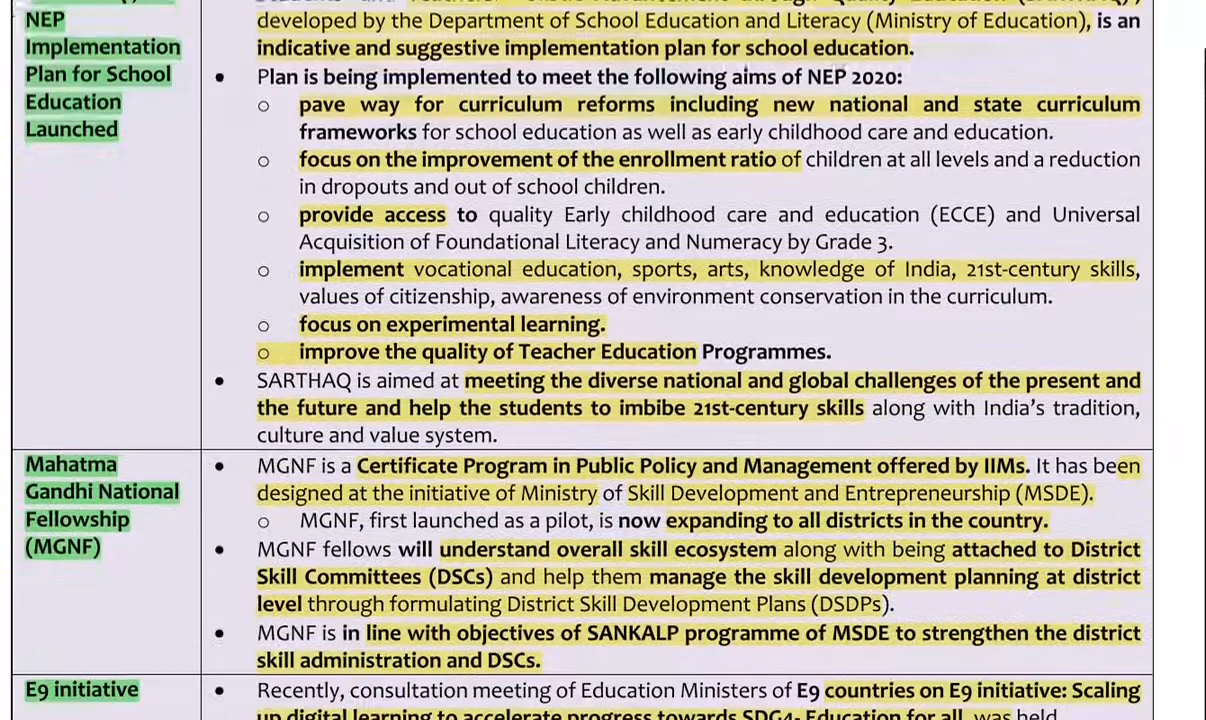 NEP
Implementation
Plan for School
Education
Launched
developed by the Department of School Education and Literacy (Ministry of Education), is an
indicative and suggestive implementation plan for school education.
• Plan is being implemented to meet the following aims of NEP 2020:
o pave way for curriculum reforms including new national and state curriculum
frameworks for school education as well as early childhood care and education.
o focus on the improvement of the enrollment ratio of children at all levels and a reduction
in dropouts and out of school children.
o provide access to quality Early childhood care and education (ECCE) and Universal
Acquisition of Foundational Literacy and Numeracy by Grade 3.
o implement vocational education, sports, arts, knowledge of India, 21st-century skills,
values of citizenship, awareness of environment conservation in the curriculum.
o focus on experimental learning.
o improve the quality of Teacher Education Programmes.
• SARTHAQ is aimed at meeting the diverse national and global challenges of the present and
the future and help the students to imbibe 21st-century skills along with India's tradition,
culture and value system.
Mahatma
Gandhi National
Fellowship
(MGNF)
• MGNF is a Certificate Program in Public Policy and Management offered by IIMs. It has been
designed at the initiative of Ministry of Skill Development and Entrepreneurship (MSDE).
o MGNF, first launched as a pilot, is now expanding to all districts in the country.
• MGNF fellows will understand overall skill ecosystem along with being attached to District
Skill Committees (DSCs) and help them manage the skill development planning at district
level through formulating District Skill Development Plans (DSDPs).
• MGNF is in line with objectives of SANKALP programme of MSDE to strengthen the district
skill administration and DSCs.
E9 initiative
• Recently, consultation meeting of Education Ministers of E9 countries on E9 initiative: Scaling
up digital learning to accelerate progress towards SDG4- Education for all, was held